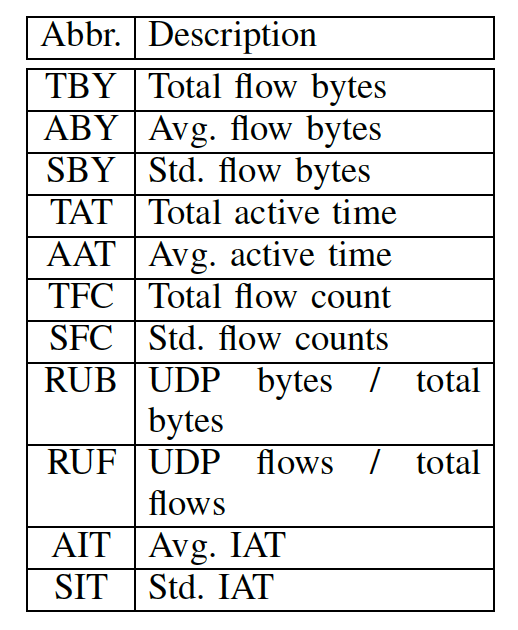 Abbr. Description
TBY Total flow bytes
ABY Avg. flow bytes
SBY Std. flow bytes
TAT Total active time
AAT Avg. active time
TFC Total flow count
SFC Std. flow counts
RUB UDP bytes / total
bytes
RUF UDP flows / total
flows
AIT Avg. IAT
SIT Std. IAT